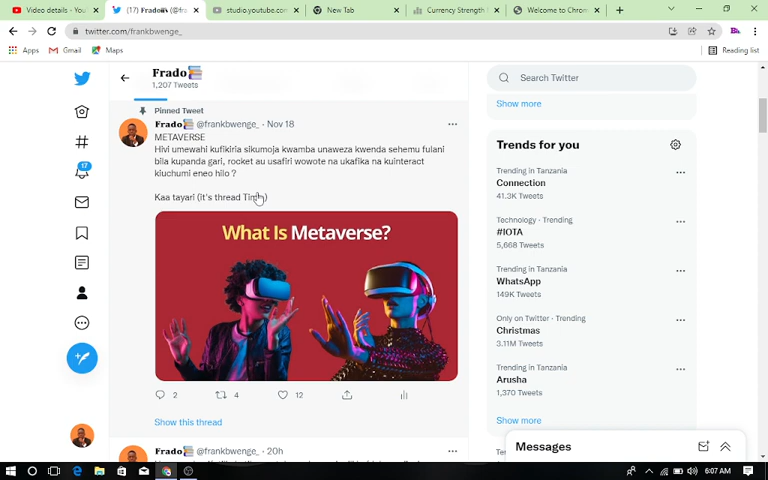 Video details - You
(17) Frado
studio.youtube.com
New Tab
Currency Strength
Welcome to Chrom
twitter.com/frankbwenge_
Apps
Gmail
Maps
Reading list
Frado
1,207 Tweets
Search Twitter
Show more
Pinned Tweet
Frado @frankbwenge_ · Nov 18
METAVERSE
Hivi umewahi kufikiria sikumoja kwamba unaweza kwenda sehemu fulani
bila kupanda gari, rocket au usafiri wowote na ukafika na kuinteract
kiuchumi eneo hilo ?
Kaa tayari (it's thread
What Is Metaverse?
2
4
12
Show this thread
Frado @frankbwenge_ · 20h
17
Trends for you
Trending in Tanzania
Connection
41.3K Tweets
Technology · Trending
#IOTA
5,668 Tweets
Trending in Tanzania
WhatsApp
149K Tweets
Only on Twitter · Trending
Christmas
3.11M Tweets
Trending in Tanzania
Arusha
1,370 Tweets
Show more
Messages
6:07 AM